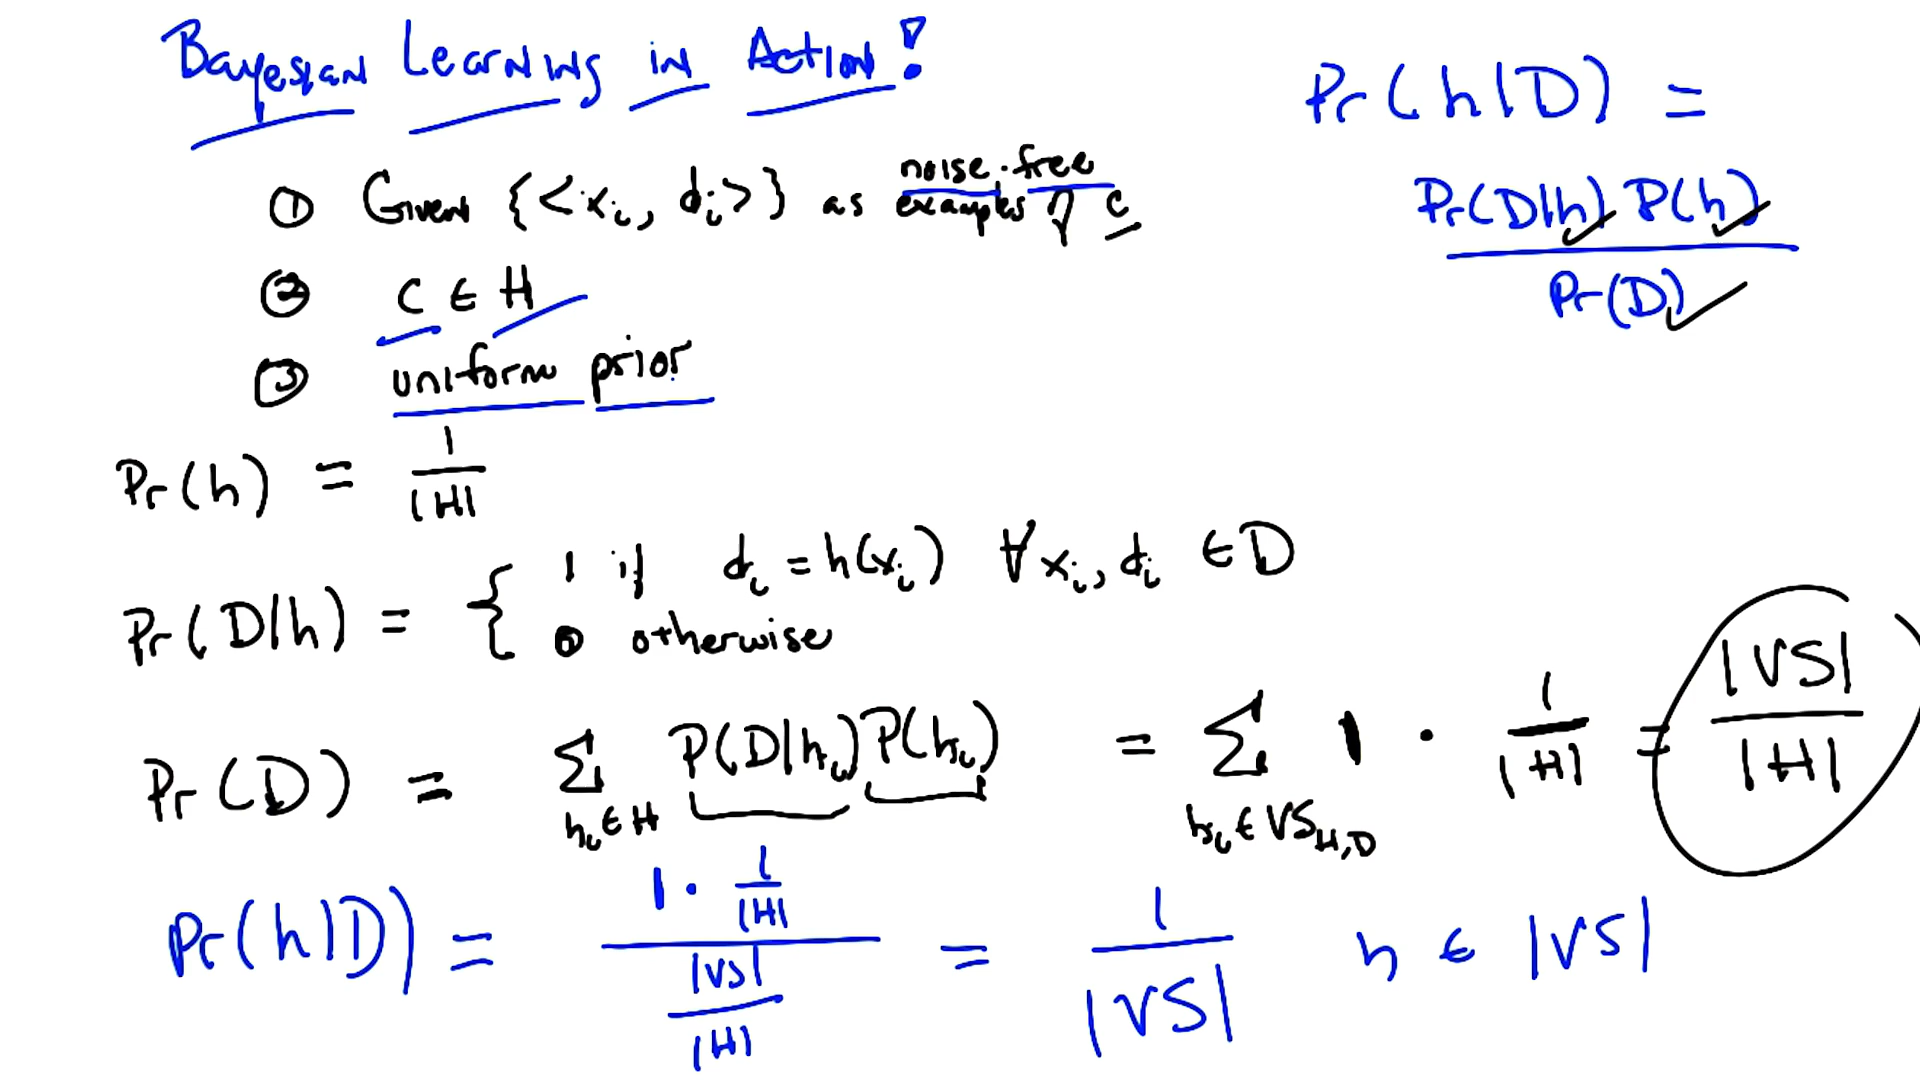 Bayesian Learning in Action!
Pr(h|D) =
Pr(D|h) P(h)
Pr(D)
① Given {<xᵢ, dᵢ>} as noise-free examples of c
② c ∈ H
③ uniform prior
Pr(h) = 1 / |H|
Pr(D|h) = { 1 if dᵢ = h(xᵢ) ∀xᵢ, dᵢ ∈ D
0 otherwise
Pr(D) = Σ hᵢ∈H P(D|hᵢ) P(hᵢ) = Σ hᵢ∈VS_H,D 1 · 1/|H| = |VS| / |H|
Pr(h|D) = (1 · 1/|H|) / (|VS|/|H|) = 1/|VS| h ∈ |VS|